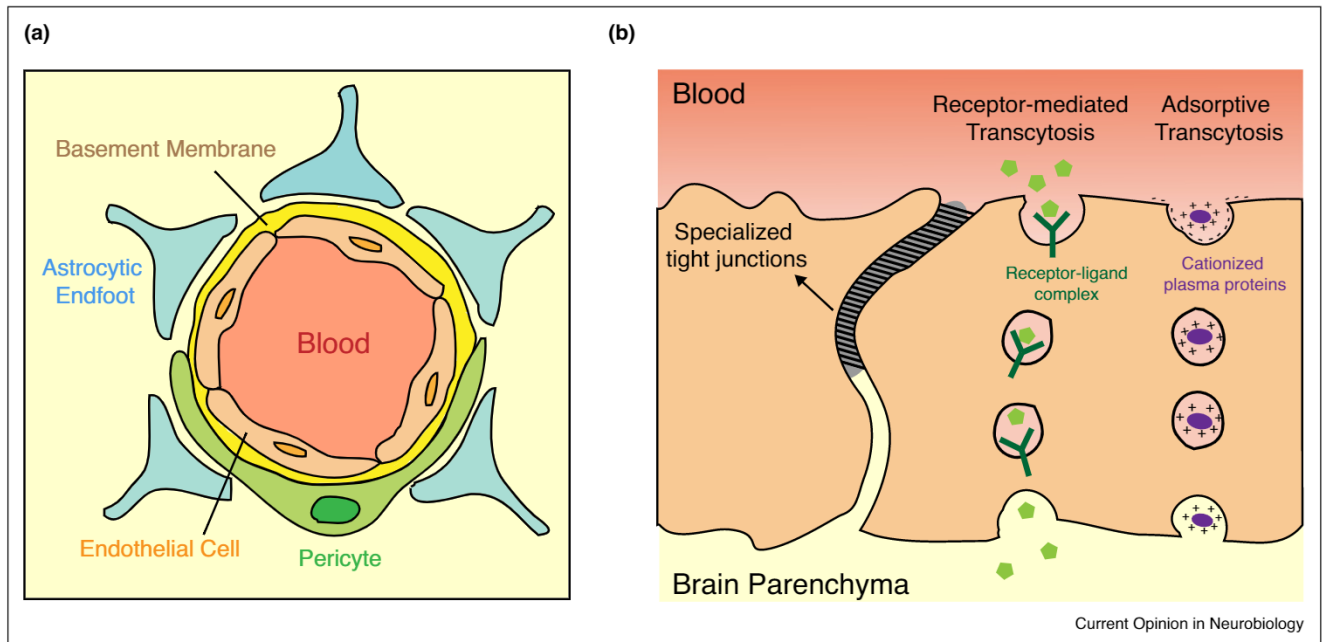 (a)
Basement Membrane
Astrocytic
Endfoot
Blood
Endothelial Cell
Pericyte
(b)
Blood
Receptor-mediated
Transcytosis
Adsorptive
Transcytosis
Specialized
tight junctions
Receptor-ligand
complex
Cationized
plasma proteins
Brain Parenchyma
Current Opinion in Neurobiology